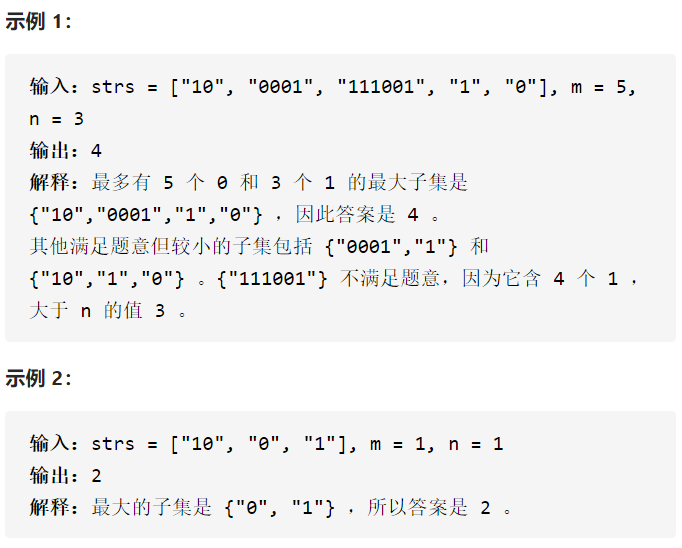 示例 1:
输入: strs = ["10", "0001", "111001", "1", "0"], m = 5,
n = 3
输出: 4
解释: 最多有 5 个 0 和 3 个 1 的最大子集是
{"10","0001","1","0"} ,因此答案是 4 。
其他满足题意但较小的子集包括 {"0001","1"} 和
{"10","1","0"} 。{"111001"} 不满足题意,因为它含 4 个 1 ,
大于 n 的值 3 。
示例 2:
输入: strs = ["10", "0", "1"], m = 1, n = 1
输出: 2
解释: 最大的子集是 {"0", "1"} ,所以答案是 2 。